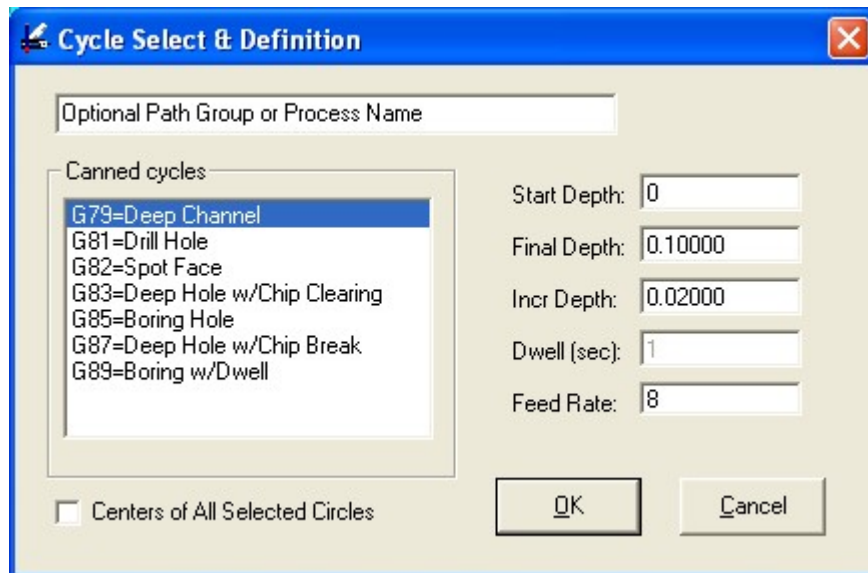 Cycle Select & Definition
Optional Path Group or Process Name
Canned cycles
G79=Deep Channel
G81=Drill Hole
G82=Spot Face
G83=Deep Hole w/Chip Clearing
G85=Boring Hole
G87=Deep Hole w/Chip Break
G89=Boring w/Dwell
Start Depth: 0
Final Depth: 0.10000
Incr Depth: 0.02000
Dwell (sec): 1
Feed Rate: 8
Centers of All Selected Circles
OK
Cancel